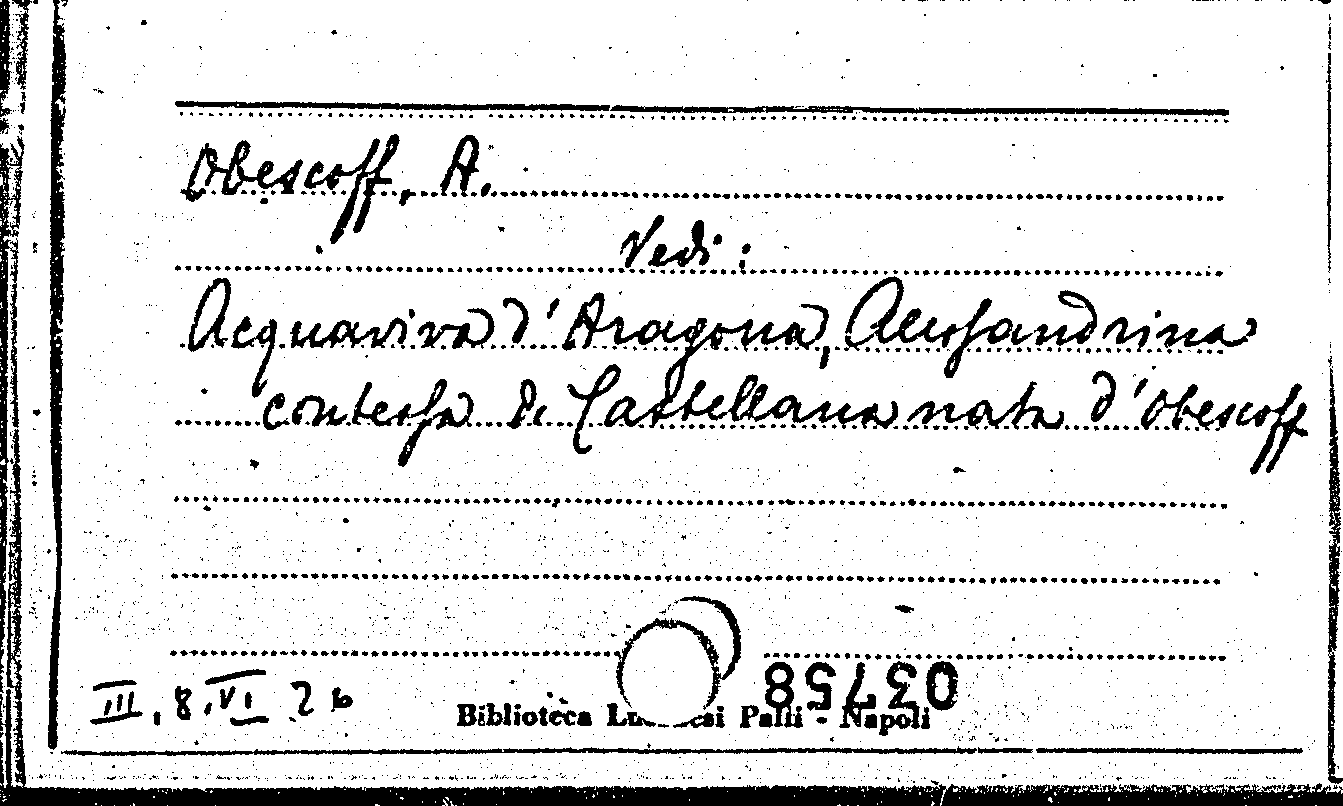 Obescoff, A.
Vedi:
Acquaviva d'Aragona, Alessandrina
contessa di Castellana nata d'Obescoff
III. 8. VI 26
03758
Biblioteca Lucchesi Palli - Napoli